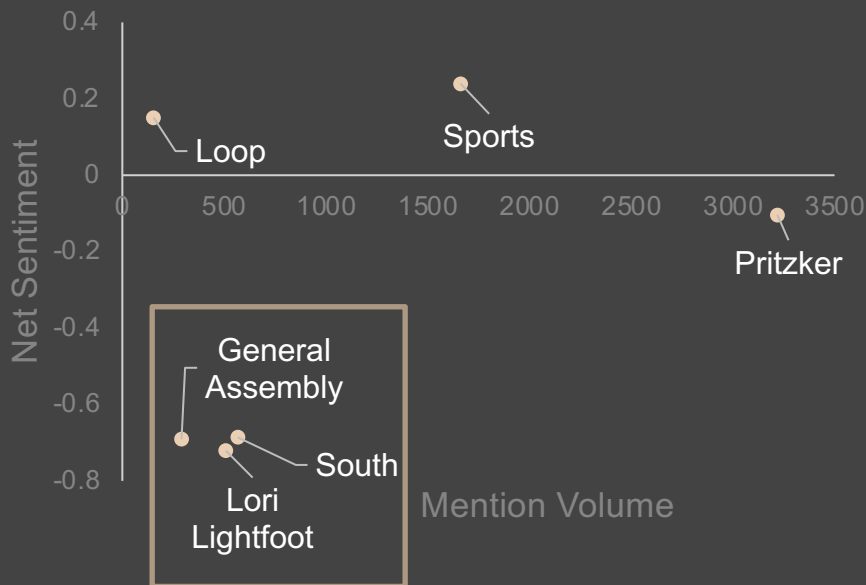 0.4
0.2
0
-0.2
-0.4
-0.6
-0.8
Net Sentiment
0 500 1000 1500 2000 2500 3000 3500
Mention Volume
Loop
Sports
Pritzker
General
Assembly
South
Lori
Lightfoot